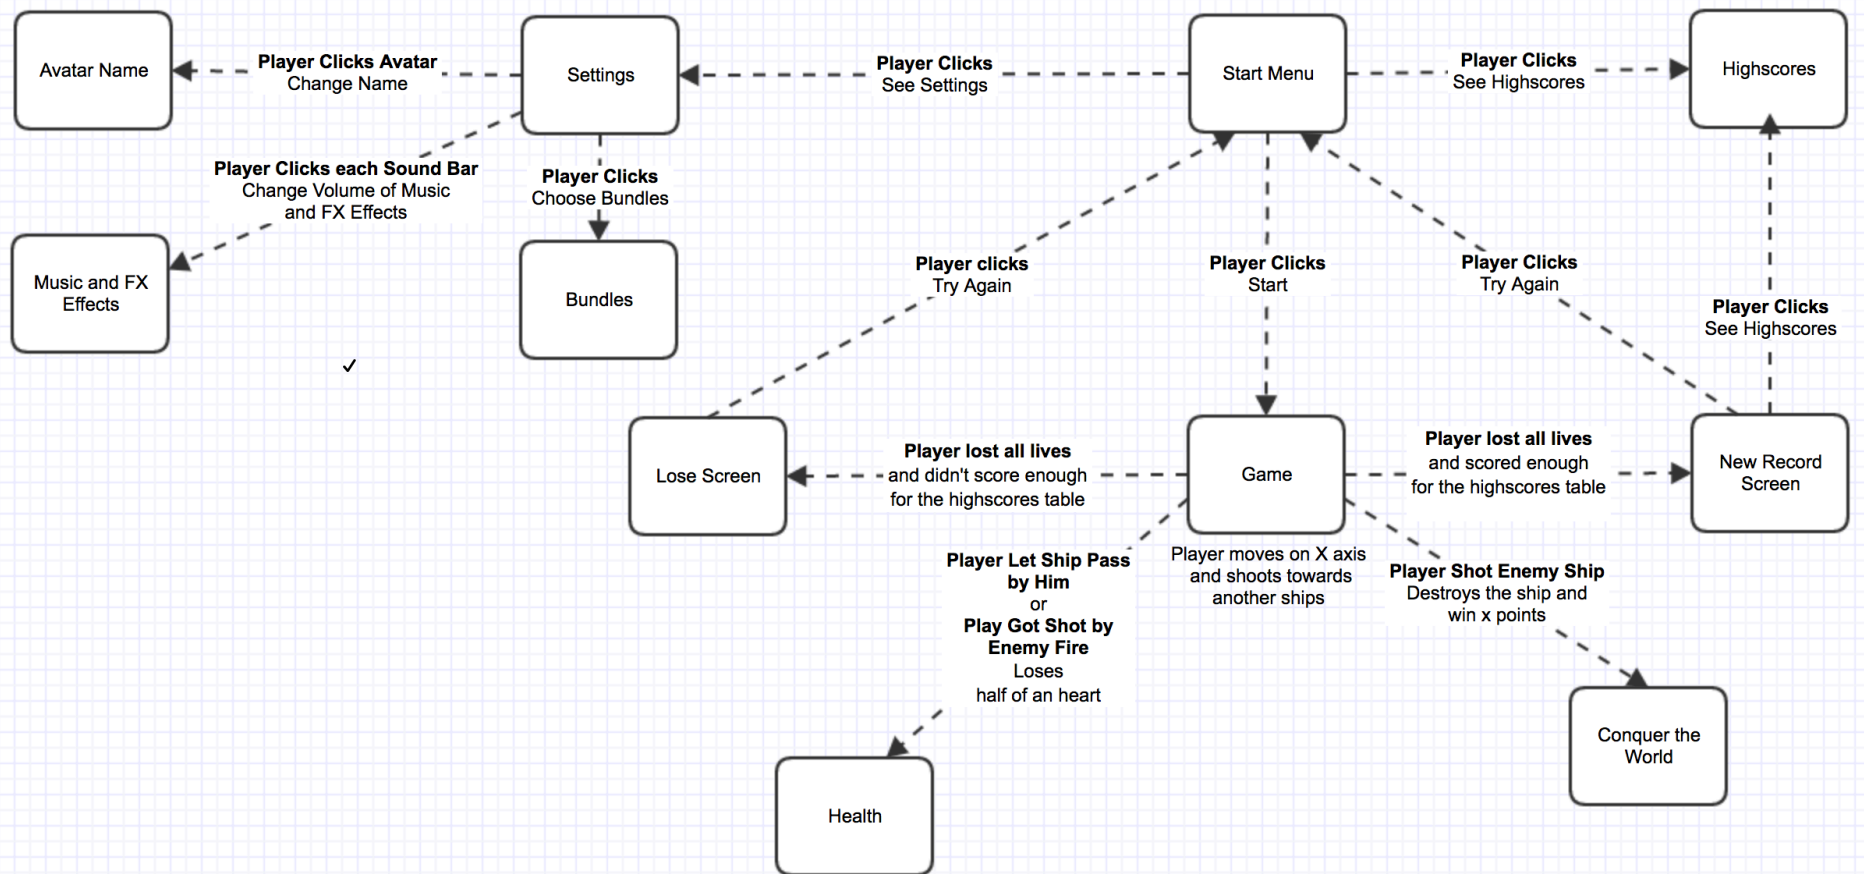 Avatar Name
Player Clicks Avatar
Change Name
Settings
Player Clicks
See Settings
Start Menu
Player Clicks
See Highscores
Highscores
Player Clicks each Sound Bar
Change Volume of Music
and FX Effects
Player Clicks
Choose Bundles
Music and FX
Effects
Bundles
Player clicks
Try Again
Player Clicks
Start
Player Clicks
Try Again
Player Clicks
See Highscores
Lose Screen
Player lost all lives
and didn't score enough
for the highscores table
Game
Player lost all lives
and scored enough
for the highscores table
New Record
Screen
Player Let Ship Pass
by Him
or
Play Got Shot by
Enemy Fire
Loses
half of an heart
Player moves on X axis
and shoots towards
another ships
Player Shot Enemy Ship
Destroys the ship and
win x points
Conquer the
World
Health